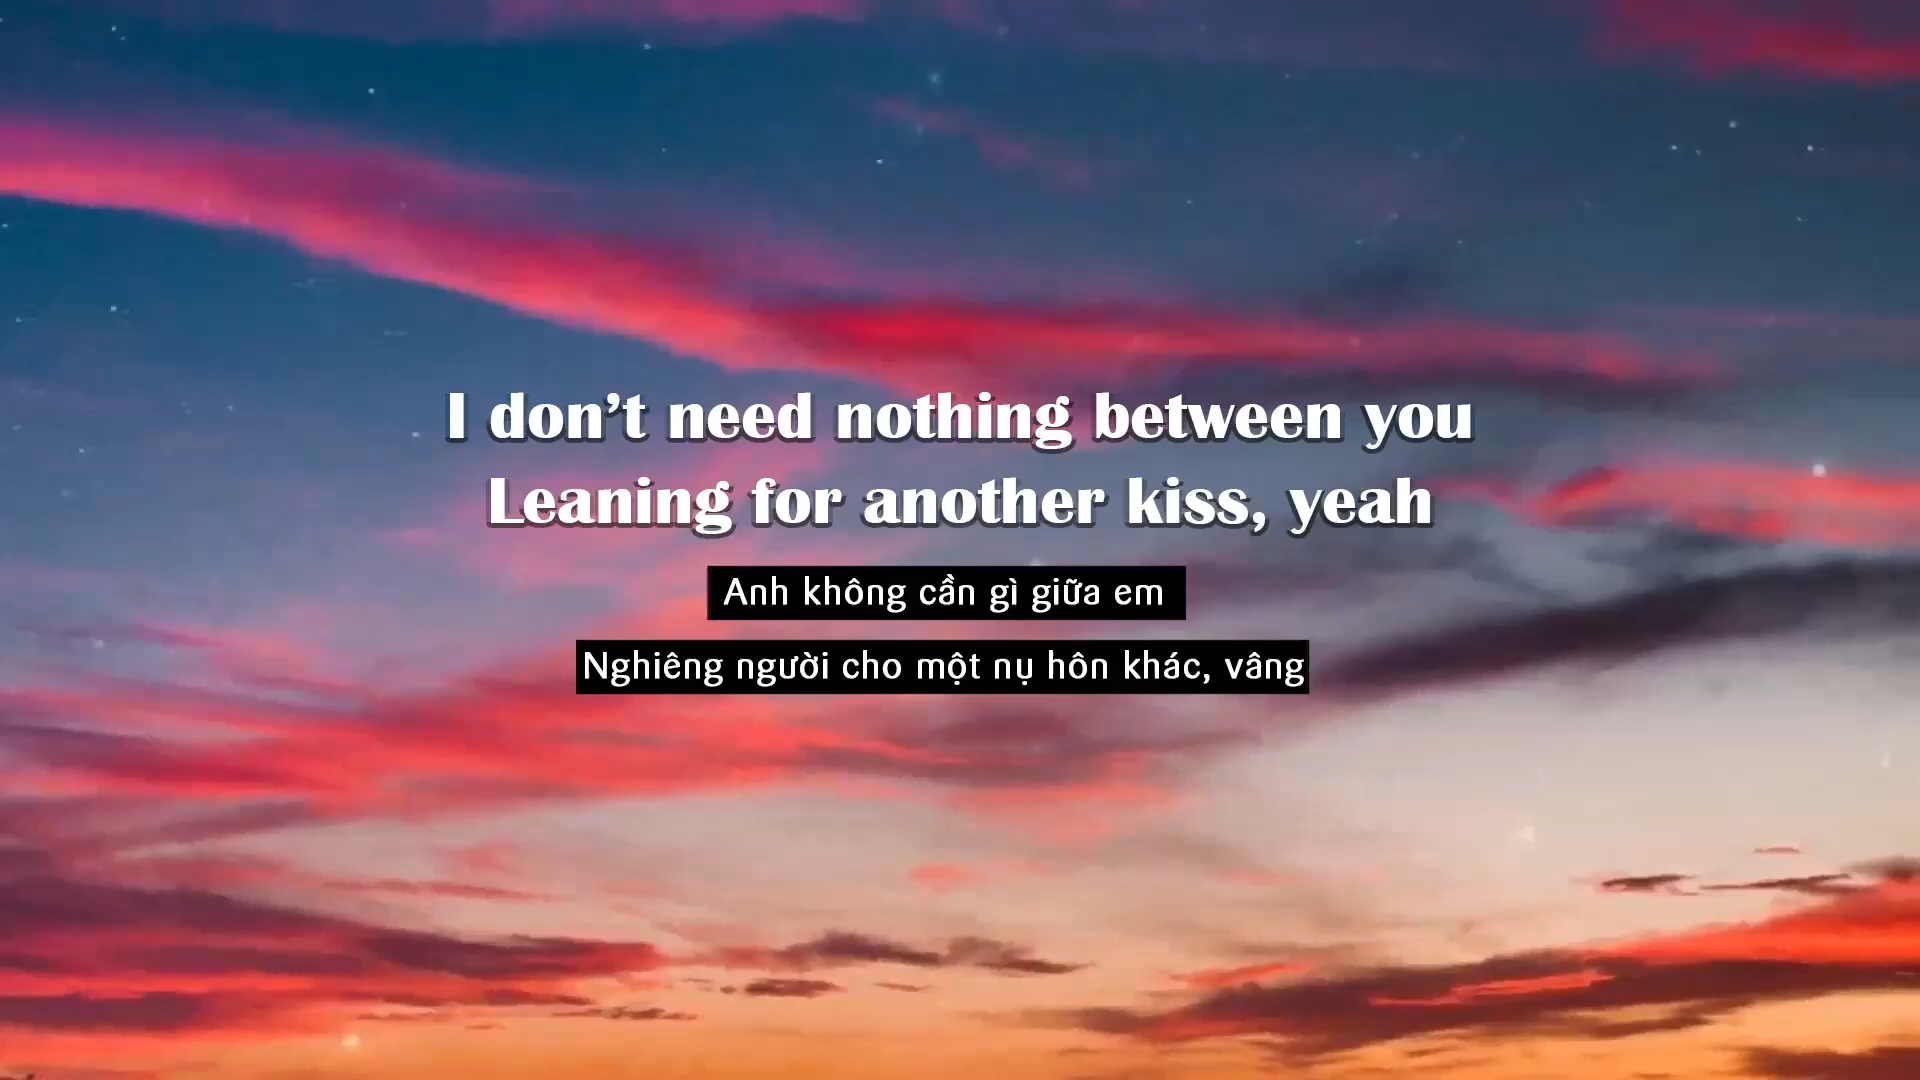 I don’t need nothing between you
Leaning for another kiss, yeah
Anh không cần gì giữa em
Nghiêng người cho một nụ hôn khác, vâng